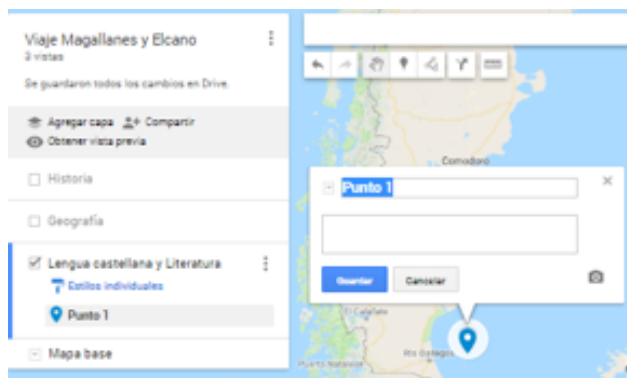 Viaje Magallanes y Elcano
3 vistas
Se guardaron todos los cambios en Drive.
Agregar capa Compartir
Obtener vista previa
Historia
Geografía
Lengua castellana y Literatura
Estilos individuales
Punto 1
Mapa base
Comodoro
Punto 1
Guardar Cancelar
El Calafate
Río Gallegos
Puerto Natales